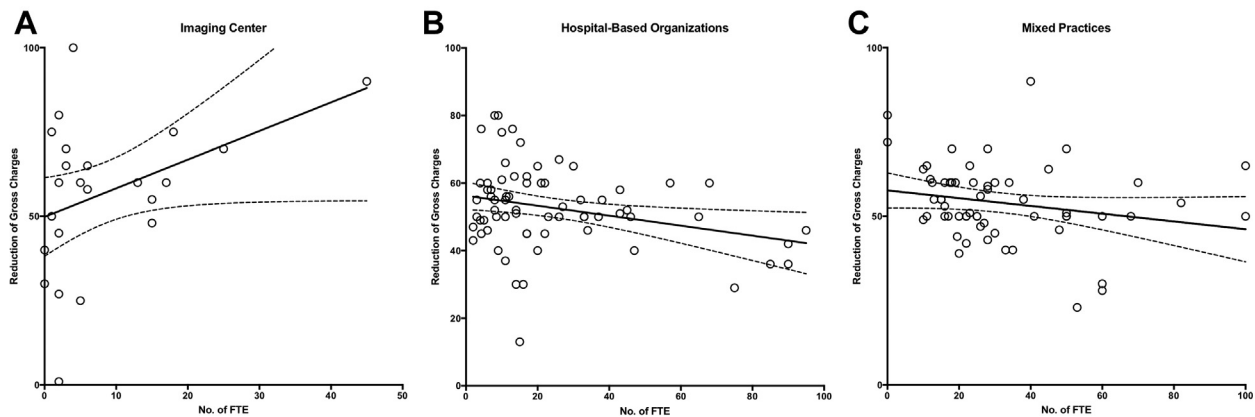 A
Imaging Center
Reduction of Gross Charges
100
50
0
0
10
20
30
40
50
No. of FTE
B
Hospital-Based Organizations
Reduction of Gross Charges
100
80
60
40
20
0
0
20
40
60
80
100
No. of FTE
C
Mixed Practices
Reduction of Gross Charges
100
50
0
0
20
40
60
80
100
No. of FTE